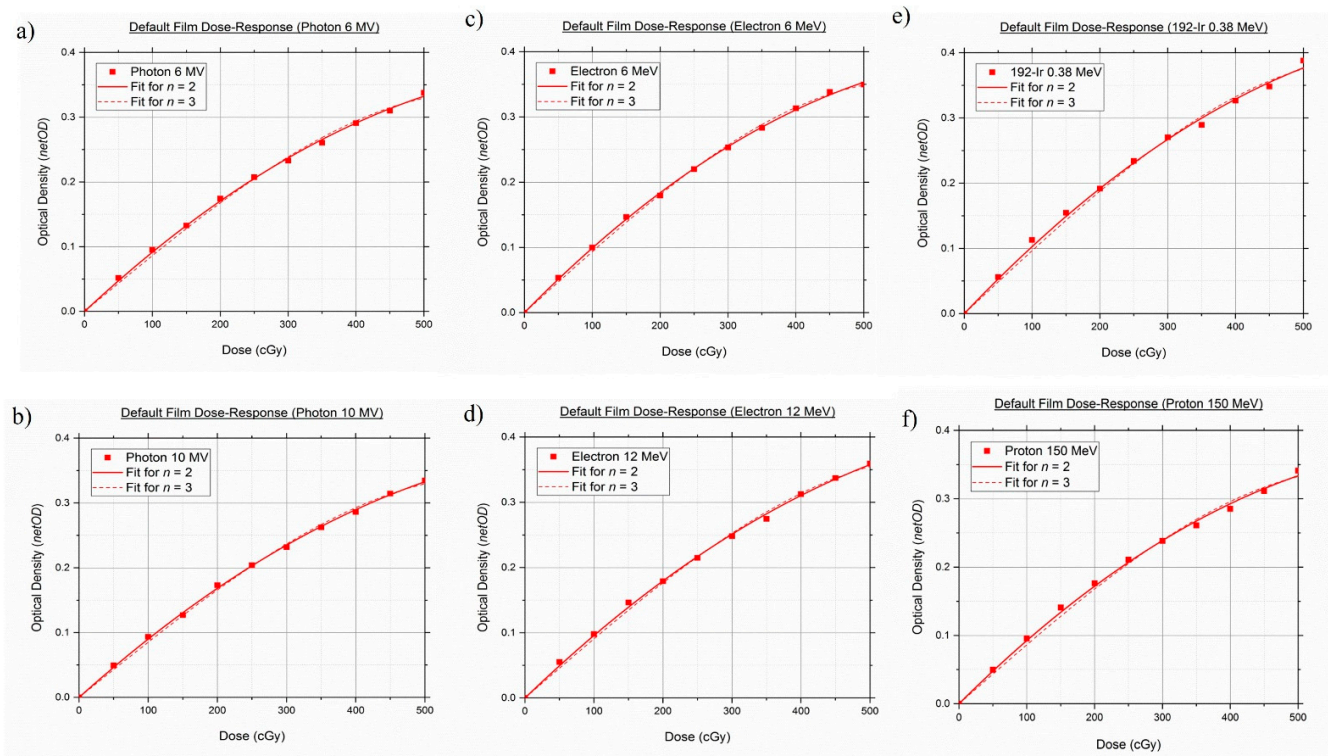 a)
Default Film Dose-Response (Photon 6 MV)
0.4
0.3
0.2
0.1
0.0
Optical Density (netOD)
Photon 6 MV
Fit for n = 2
Fit for n = 3
0 100 200 300 400 500
Dose (cGy)
c)
Default Film Dose-Response (Electron 6 MeV)
0.4
0.3
0.2
0.1
0.0
Optical Density (netOD)
Electron 6 MeV
Fit for n = 2
Fit for n = 3
0 100 200 300 400 500
Dose (cGy)
e)
Default Film Dose-Response (192-Ir 0.38 MeV)
0.4
0.3
0.2
0.1
0.0
Optical Density (netOD)
192-Ir 0.38 MeV
Fit for n = 2
Fit for n = 3
0 100 200 300 400 500
Dose (cGy)
b)
Default Film Dose-Response (Photon 10 MV)
0.4
0.3
0.2
0.1
0.0
Optical Density (netOD)
Photon 10 MV
Fit for n = 2
Fit for n = 3
0 100 200 300 400 500
Dose (cGy)
d)
Default Film Dose-Response (Electron 12 MeV)
0.4
0.3
0.2
0.1
0.0
Optical Density (netOD)
Electron 12 MeV
Fit for n = 2
Fit for n = 3
0 100 200 300 400 500
Dose (cGy)
f)
Default Film Dose-Response (Proton 150 MeV)
0.4
0.3
0.2
0.1
0.0
Optical Density (netOD)
Proton 150 MeV
Fit for n = 2
Fit for n = 3
0 100 200 300 400 500
Dose (cGy)